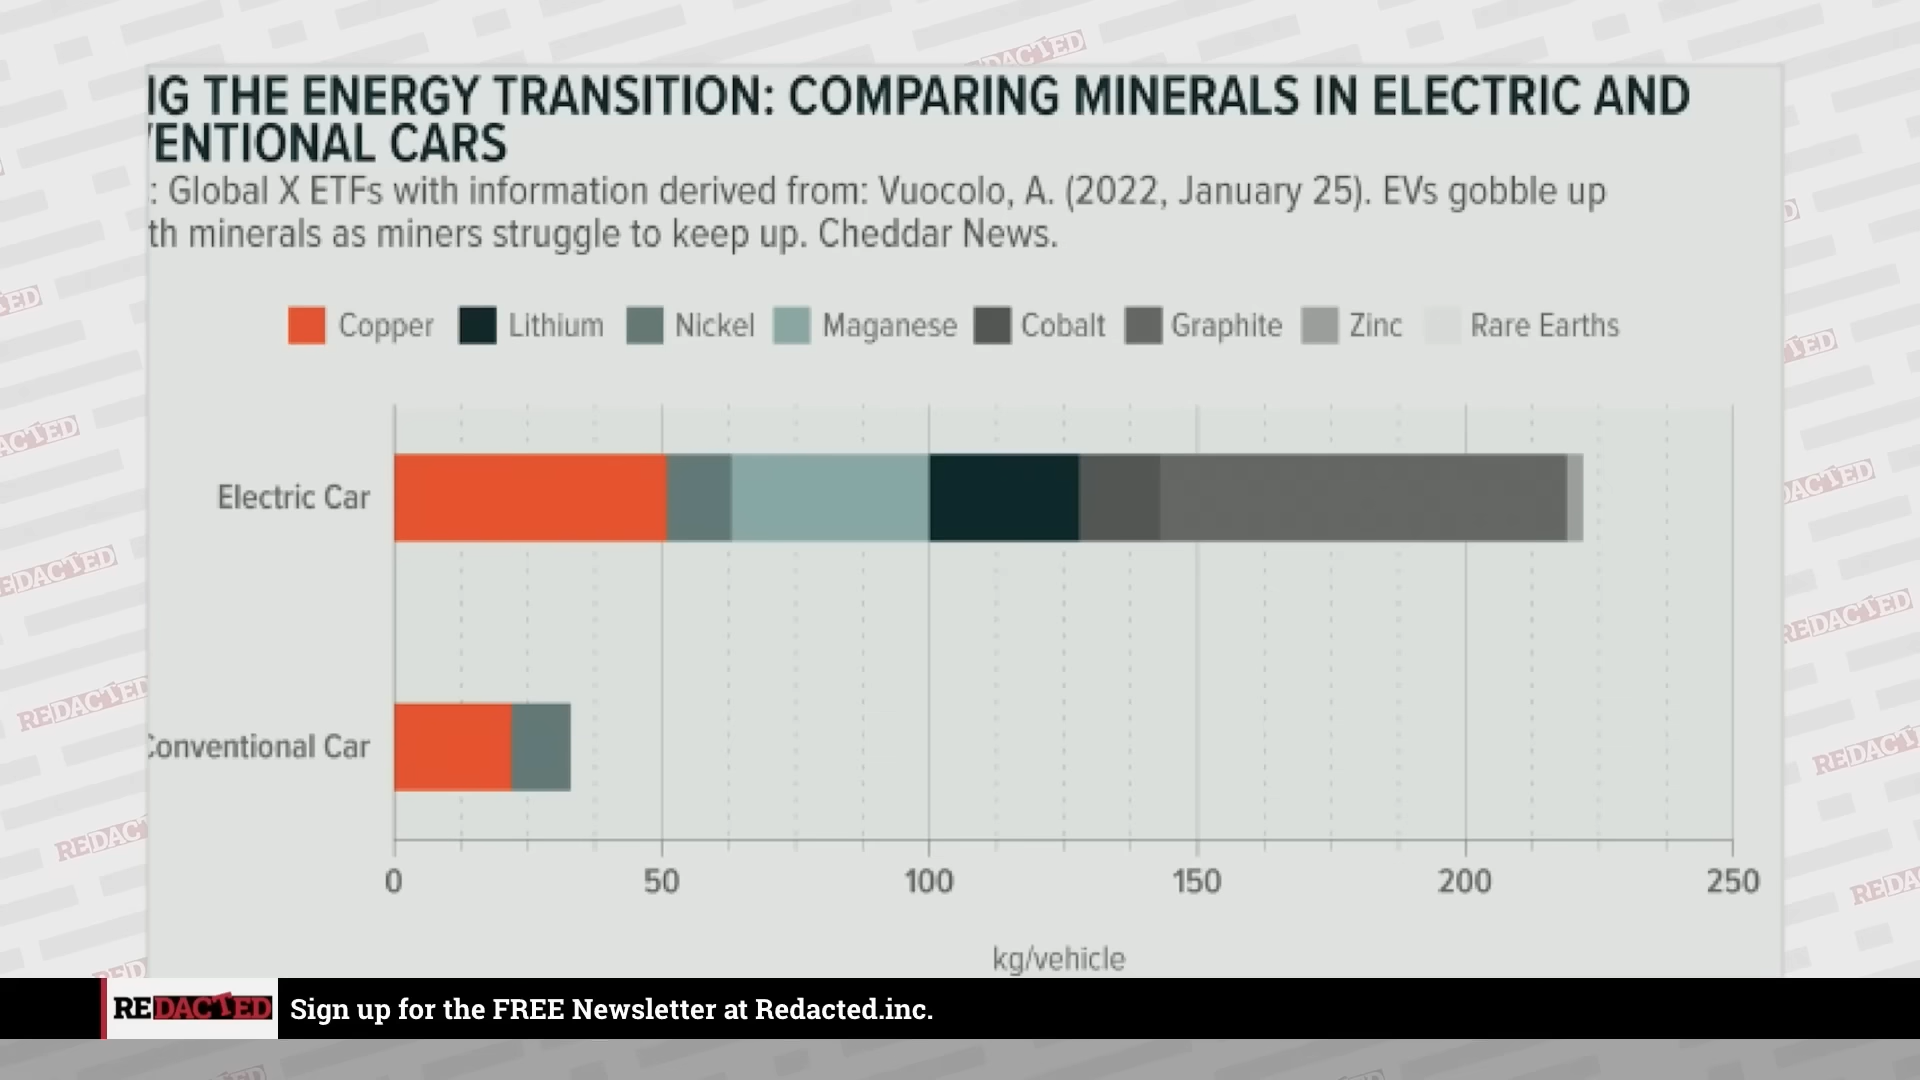 IG THE ENERGY TRANSITION: COMPARING MINERALS IN ELECTRIC AND
VENTIONAL CARS
: Global X ETFs with information derived from: Vuocolo, A. (2022, January 25). EVs gobble up
th minerals as miners struggle to keep up. Cheddar News.
Copper Lithium Nickel Maganese Cobalt Graphite Zinc Rare Earths
Electric Car
Conventional Car
0 50 100 150 200 250
kg/vehicle
REDACTED Sign up for the FREE Newsletter at Redacted.inc.